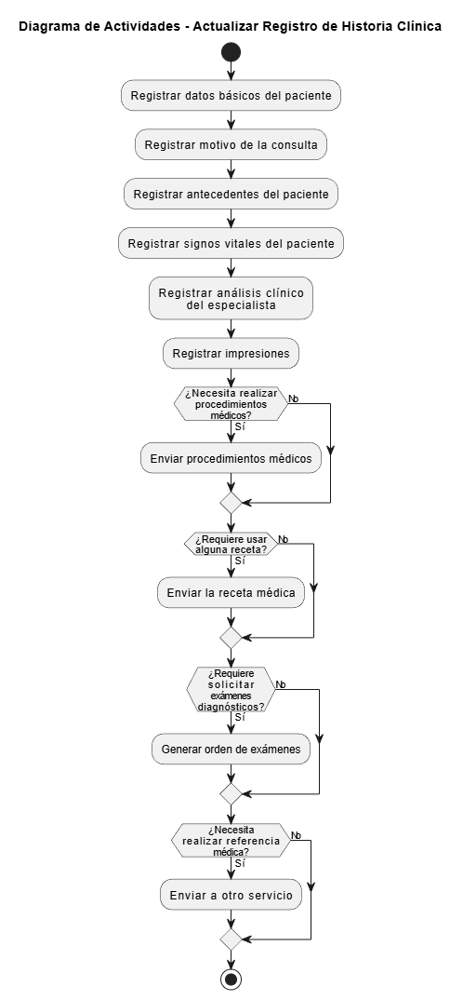 Diagrama de Actividades - Actualizar Registro de Historia Clínica
Registrar datos básicos del paciente
Registrar motivo de la consulta
Registrar antecedentes del paciente
Registrar signos vitales del paciente
Registrar análisis clínico
del especialista
Registrar impresiones
¿Necesita realizar
procedimientos
médicos?
No
Sí
Enviar procedimientos médicos
¿Requiere usar
alguna receta?
No
Sí
Enviar la receta médica
¿Requiere
solicitar
exámenes
diagnósticos?
No
Sí
Generar orden de exámenes
¿Necesita
realizar referencia
médica?
No
Sí
Enviar a otro servicio